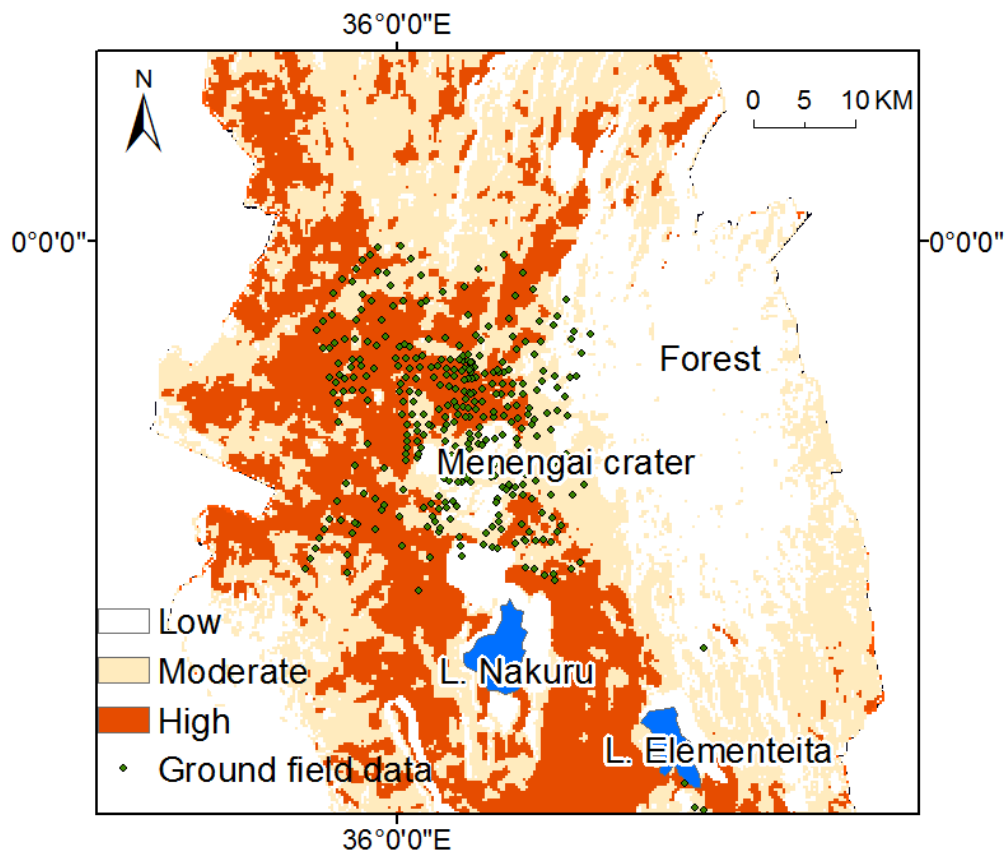 36°0'0"E
N
0 5 10 KM
0°0'0"
0°0'0"
Forest
Menengai crater
Low
Moderate
L. Nakuru
High
L. Elementeita
Ground field data
36°0'0"E